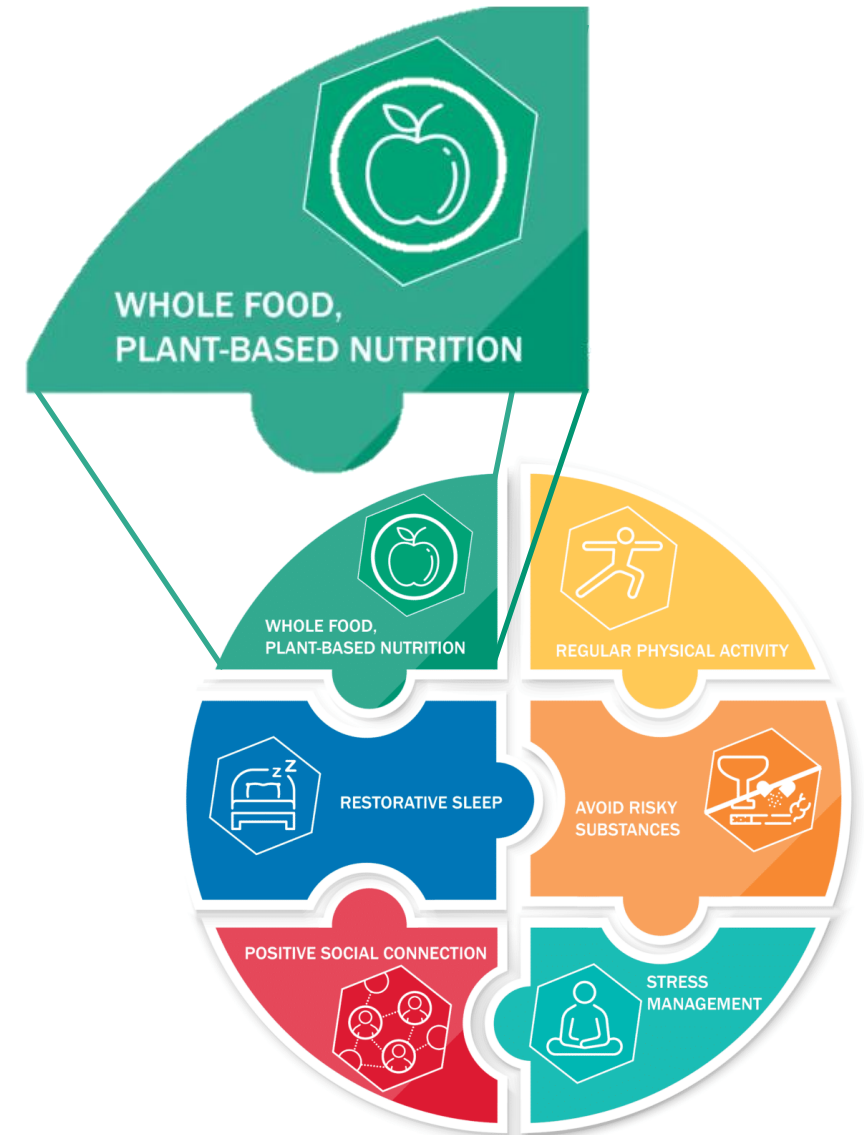 WHOLE FOOD,
PLANT-BASED NUTRITION
WHOLE FOOD,
PLANT-BASED NUTRITION
REGULAR PHYSICAL ACTIVITY
z Z
RESTORATIVE SLEEP
AVOID RISKY
SUBSTANCES
POSITIVE SOCIAL CONNECTION
STRESS
MANAGEMENT